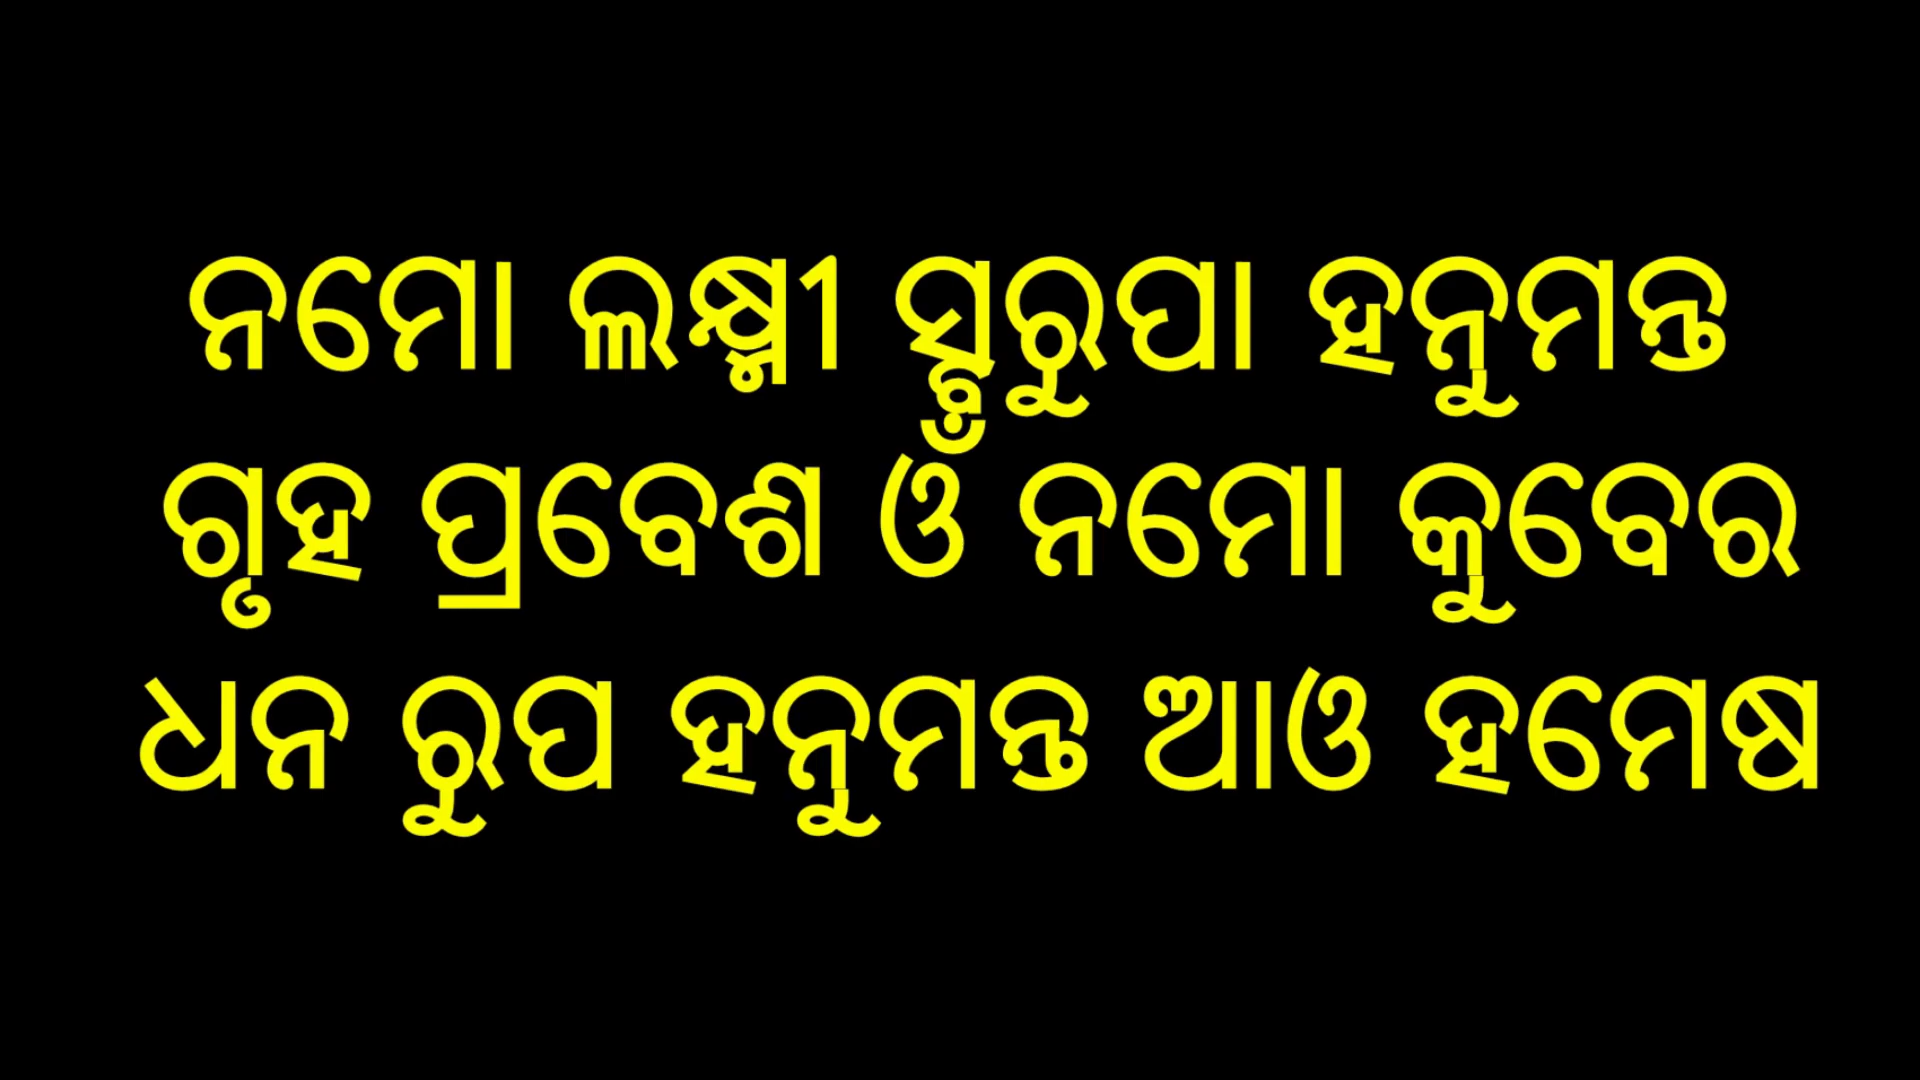 ନମୋ ଲକ୍ଷ୍ମୀ ସ୍ବରୁପା ହନୁମନ୍ତ
ଗୃହ ପ୍ରବେଶ ଓଁ ନମୋ କୁବେର
ଧନ ରୁପ ହନୁମନ୍ତ ଆଓ ହମେଷ